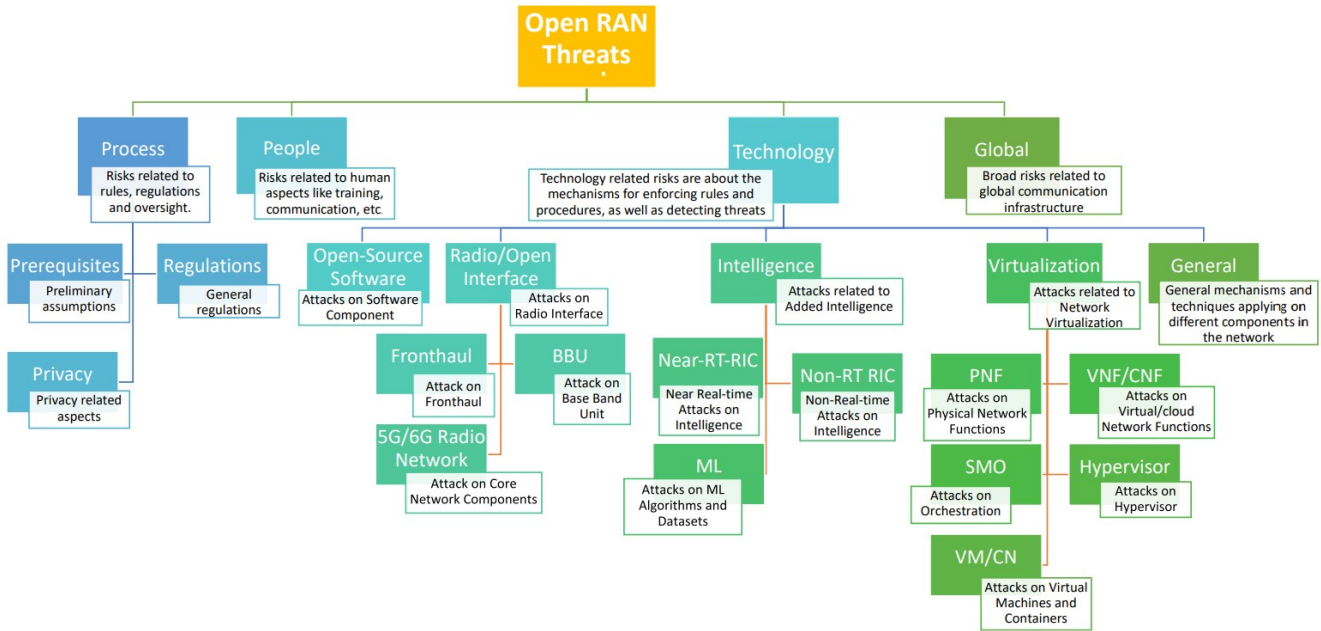 Open RAN
Threats
Process
Risks related to
rules, regulations
and oversight.
People
Risks related to human
aspects like training,
communication, etc.
Technology
Technology related risks are about the
mechanisms for enforcing rules and
procedures, as well as detecting threats
Global
Broad risks related to
global communication
infrastructure
Prerequisites
Preliminary
assumptions
Regulations
General
regulations
Privacy
Privacy related
aspects
Open-Source
Software
Attacks on Software
Component
Radio/Open
Interface
Attacks on
Radio Interface
Fronthaul
Attack on
Fronthaul
BBU
Attack on
Base Band
Unit
5G/6G Radio
Network
Attack on Core
Network Components
Intelligence
Attacks related to
Added Intelligence
Near-RT-RIC
Near Real-time
Attacks on
Intelligence
Non-RT RIC
Non-Real-time
Attacks on
Intelligence
ML
Attacks on ML
Algorithms and
Datasets
Virtualization
Attacks related to
Network
Virtualization
PNF
Attacks on
Physical Network
Functions
VNF/CNF
Attacks on
Virtual/cloud
Network Functions
SMO
Attacks on
Orchestration
Hypervisor
Attacks on
Hypervisor
VM/CN
Attacks on Virtual
Machines and
Containers
General
General mechanisms and
techniques applying on
different components in
the network